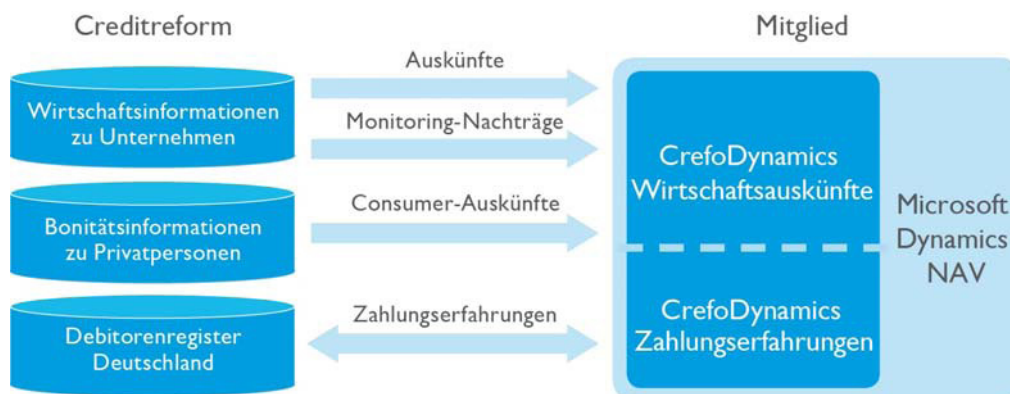 Creditreform
Mitglied
Wirtschaftsinformationen
zu Unternehmen
Auskünfte
Monitoring-Nachträge
Bonitätsinformationen
zu Privatpersonen
Consumer-Auskünfte
Debitorenregister
Deutschland
Zahlungserfahrungen
CrefoDynamics
Wirtschaftsauskünfte
CrefoDynamics
Zahlungserfahrungen
Microsoft
Dynamics
NAV